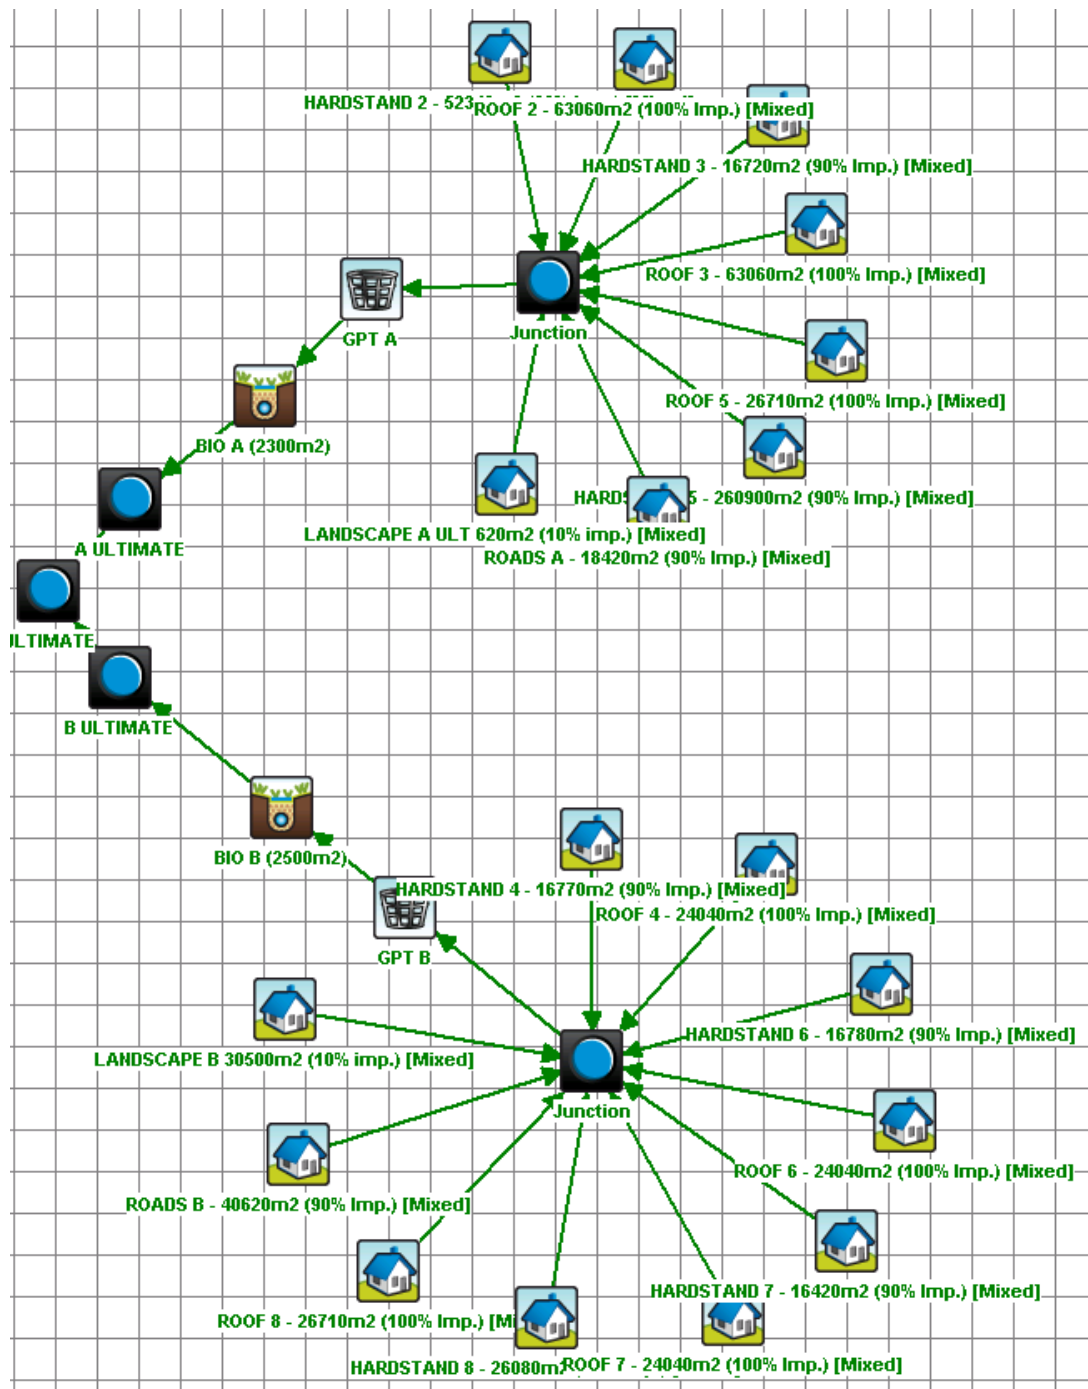 HARDSTAND 2 - 523
ROOF 2 - 63060m2 (100% Imp.) [Mixed]
HARDSTAND 3 - 16720m2 (90% Imp.) [Mixed]
ROOF 3 - 63060m2 (100% Imp.) [Mixed]
Junction
GPT A
ROOF 5 - 26710m2 (100% Imp.) [Mixed]
BIO A (2300m2)
HARDS 5 - 260900m2 (90% Imp.) [Mixed]
LANDSCAPE A ULT 620m2 (10% imp.) [Mixed]
A ULTIMATE
ROADS A - 18420m2 (90% Imp.) [Mixed]
ULTIMATE
B ULTIMATE
BIO B (2500m2)
HARDSTAND 4 - 16770m2 (90% Imp.) [Mixed]
ROOF 4 - 24040m2 (100% Imp.) [Mixed]
GPT B
HARDSTAND 6 - 16780m2 (90% Imp.) [Mixed]
LANDSCAPE B 30500m2 (10% imp.) [Mixed]
Junction
ROOF 6 - 24040m2 (100% Imp.) [Mixed]
ROADS B - 40620m2 (90% Imp.) [Mixed]
HARDSTAND 7 - 16420m2 (90% Imp.) [Mixed]
ROOF 8 - 26710m2 (100% Imp.) [Mi
HARDSTAND 8 - 26080m
ROOF 7 - 24040m2 (100% Imp.) [Mixed]